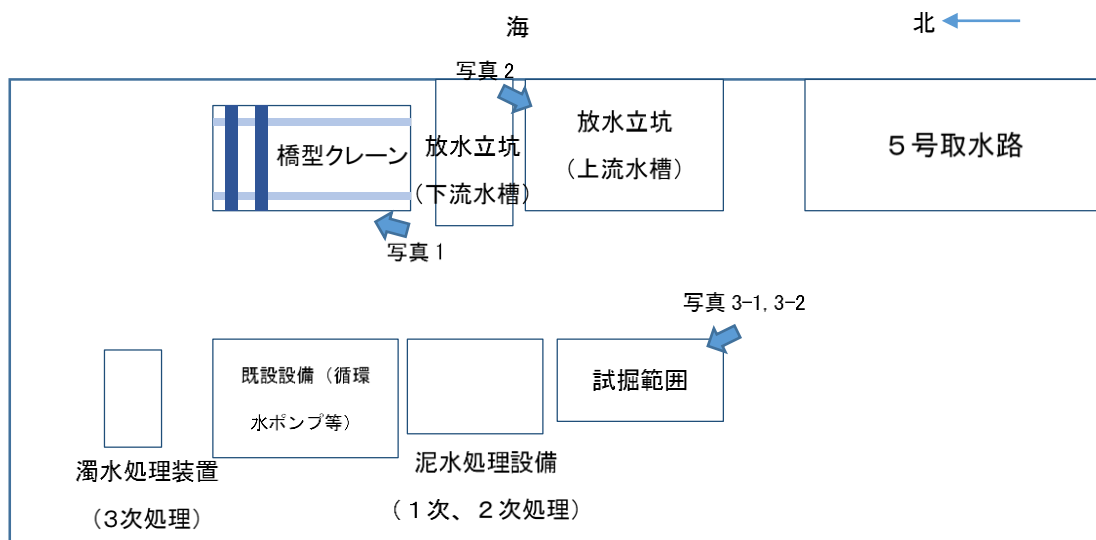 海
北
写真2
橋型クレーン
放水立坑
(下流水槽)
放水立坑
(上流水槽)
５号取水路
写真1
写真 3-1, 3-2
既設設備（循環
水ポンプ等）
試掘範囲
濁水処理装置
（3次処理）
泥水処理設備
（１次、２次処理）